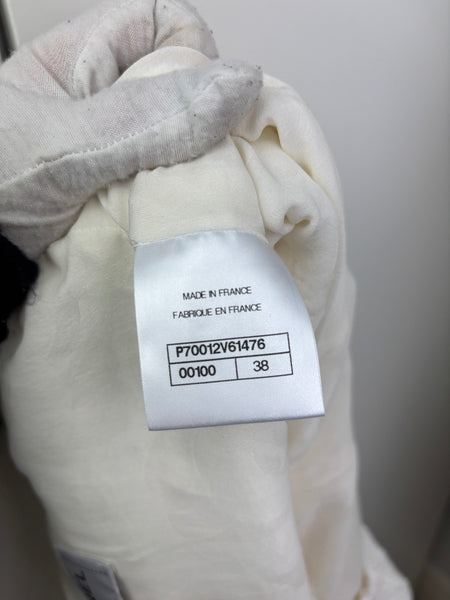 MADE IN FRANCE
FABRIQUE EN FRANCE
P70012V61476
00100 38